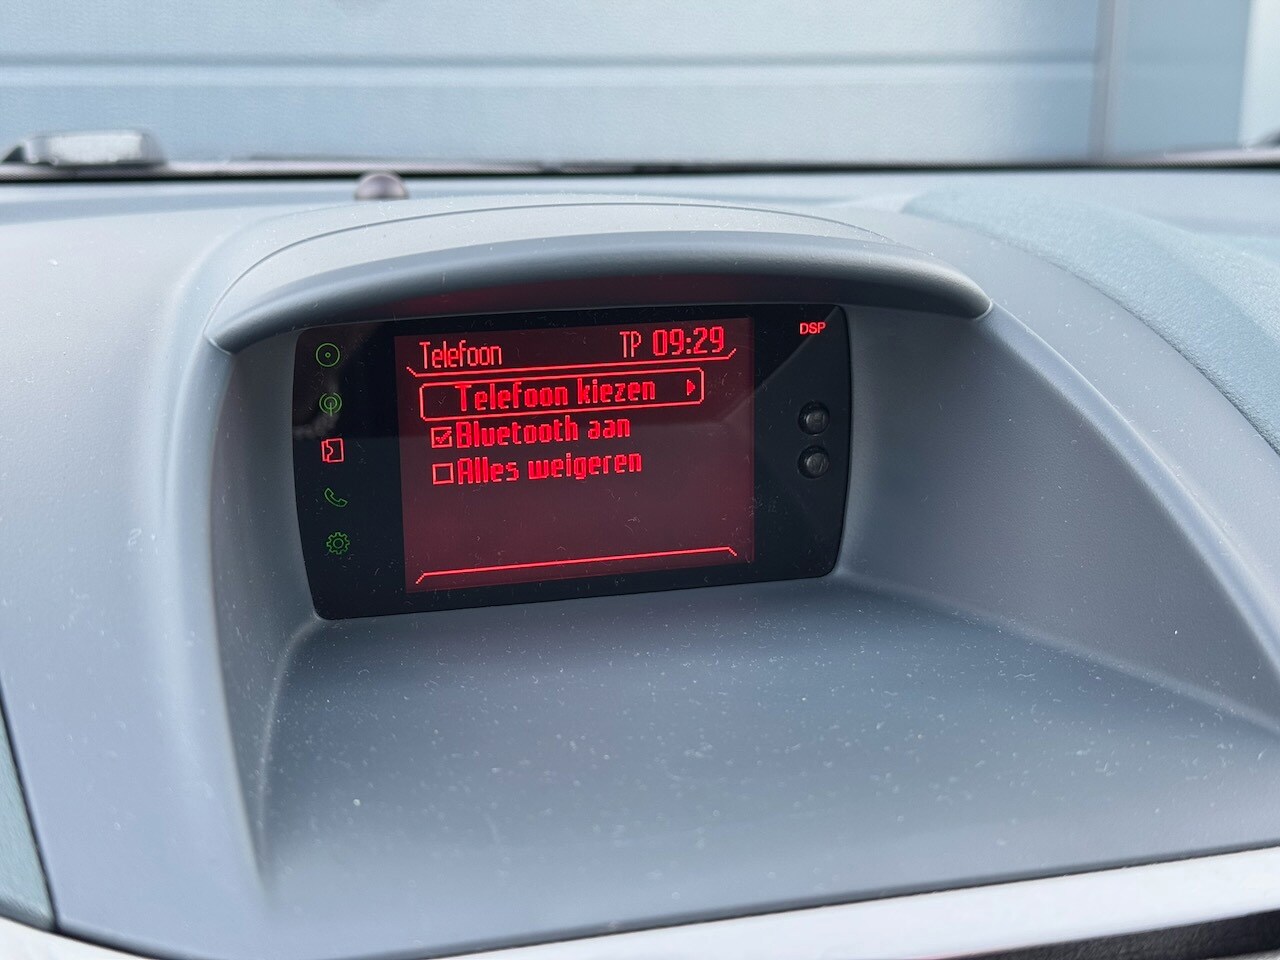 Telefoon TP 09:29 DSP
Telefoon kiezen
Bluetooth aan
Alles weigeren